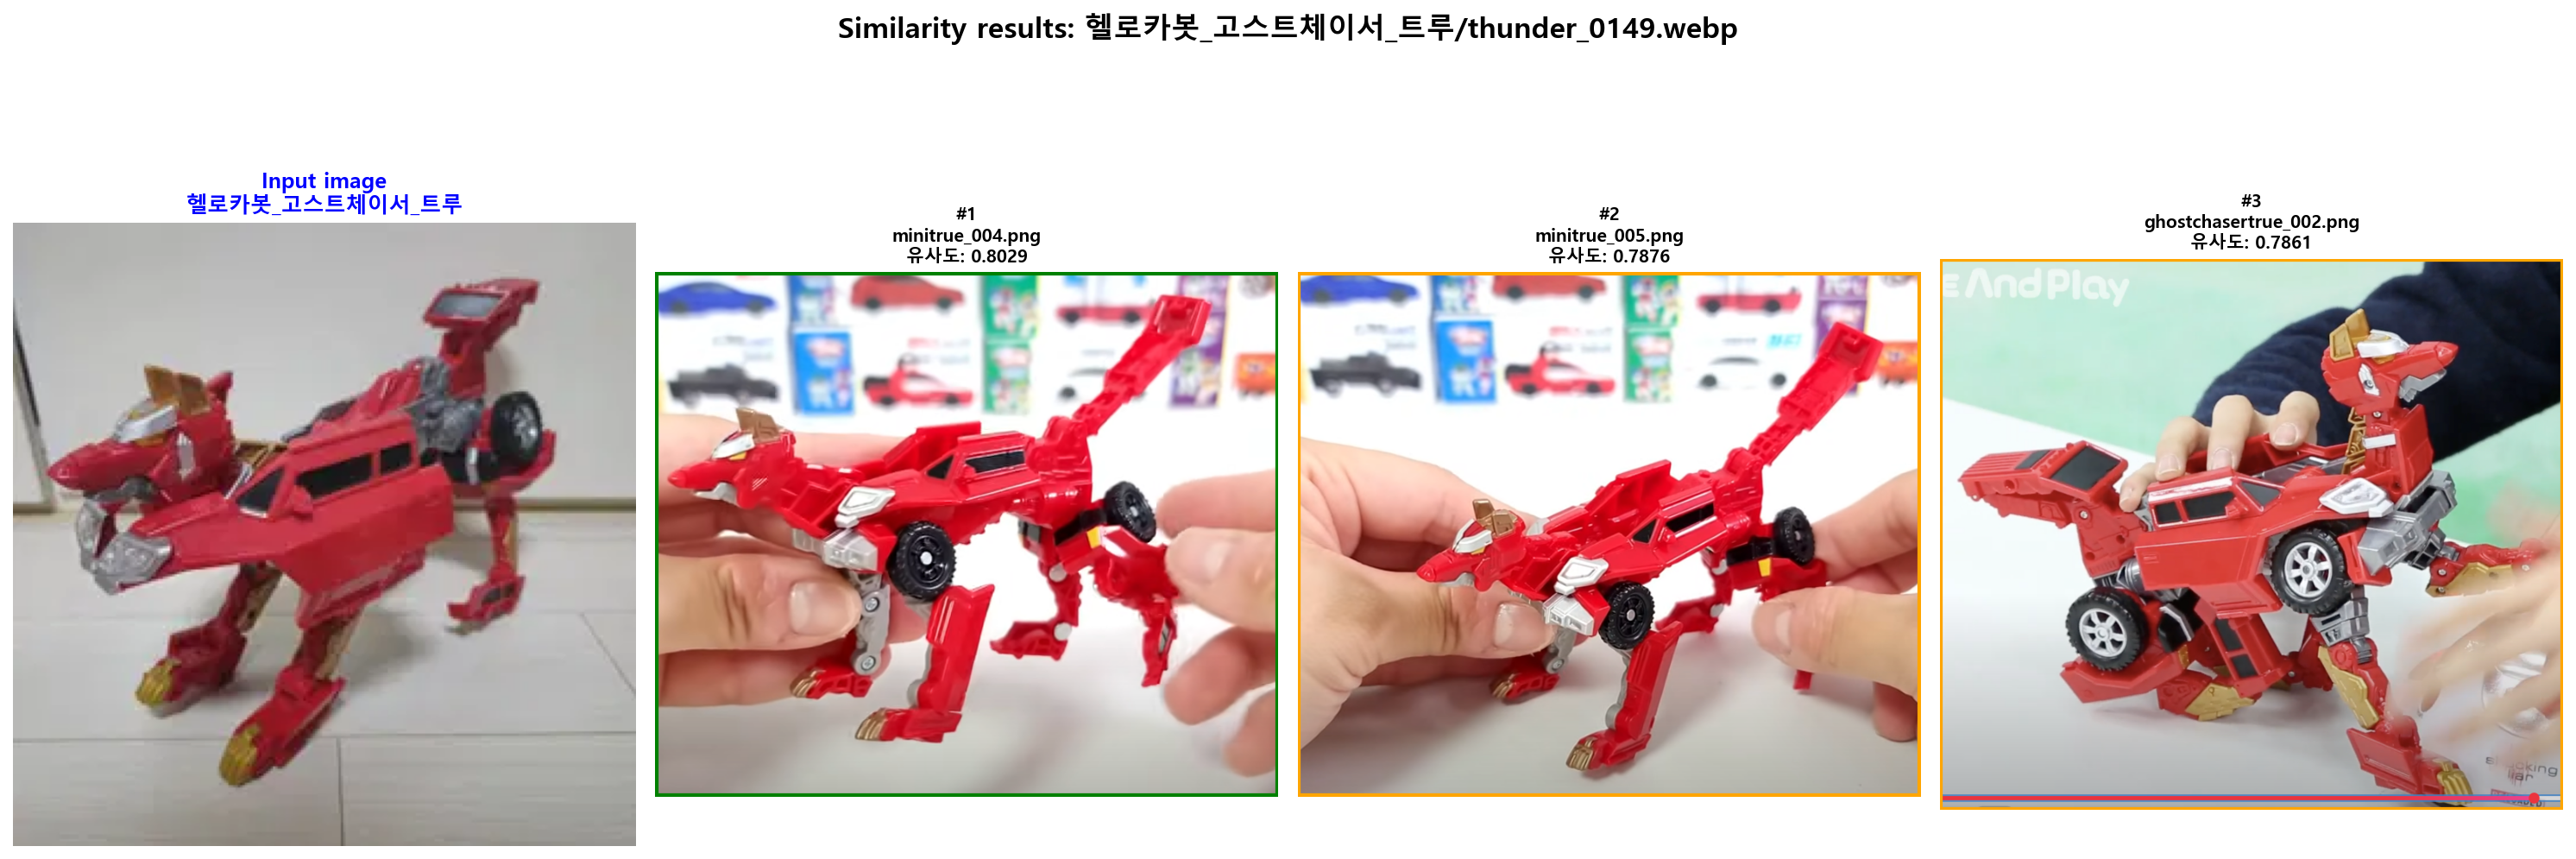 Similarity results: 헬로카봇_고스트체이서_트루/thunder_0149.webp
Input image
헬로카봇_고스트체이서_트루
#1
minitrue_004.png
유사도: 0.8029
#2
minitrue_005.png
유사도: 0.7876
#3
ghostchasertrue_002.png
유사도: 0.7861
E And Play